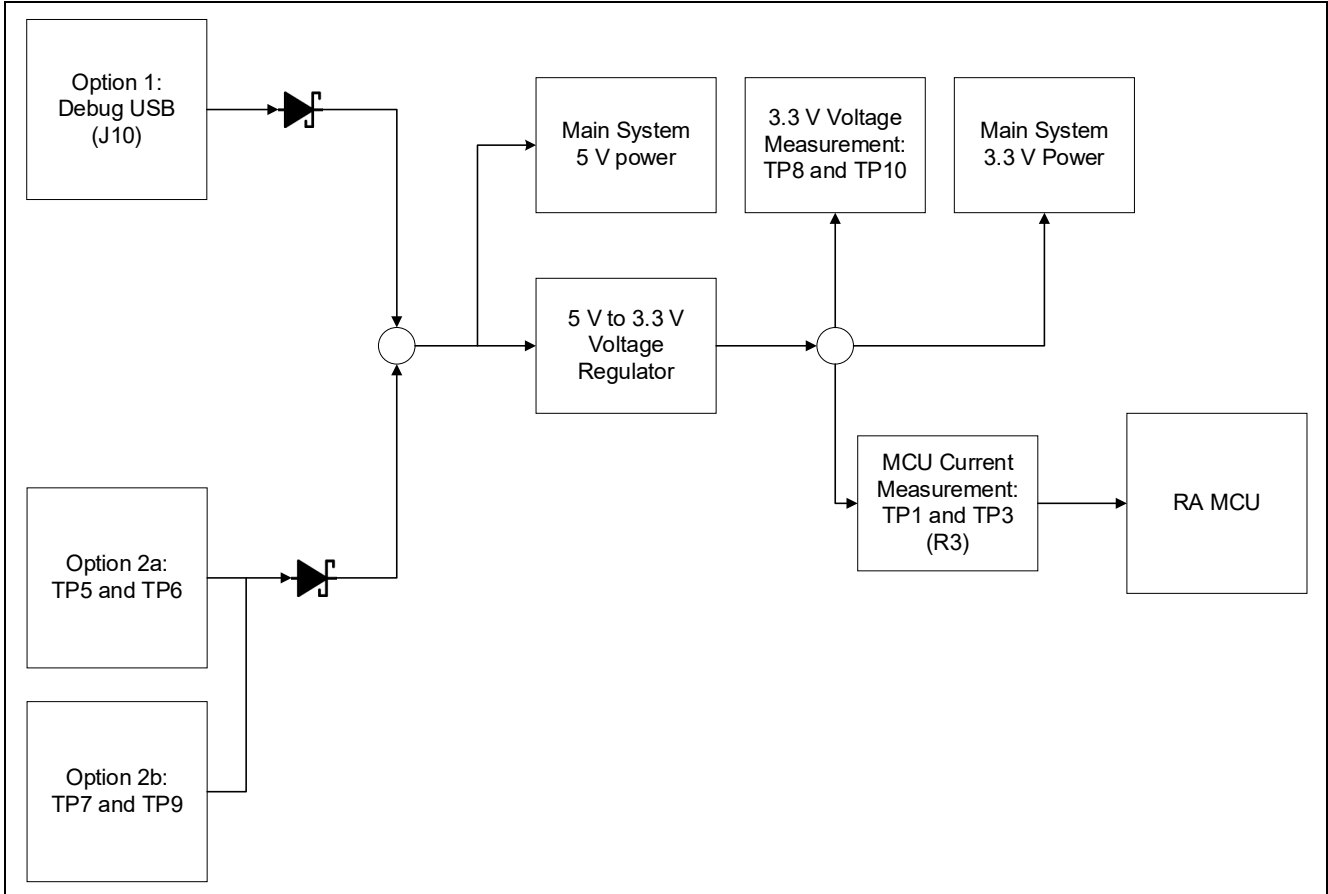 Option 1:
Debug USB
(J10)
Main System
5 V power
3.3 V Voltage
Measurement:
TP8 and TP10
Main System
3.3 V Power
5 V to 3.3 V
Voltage
Regulator
MCU Current
Measurement:
TP1 and TP3
(R3)
RA MCU
Option 2a:
TP5 and TP6
Option 2b:
TP7 and TP9